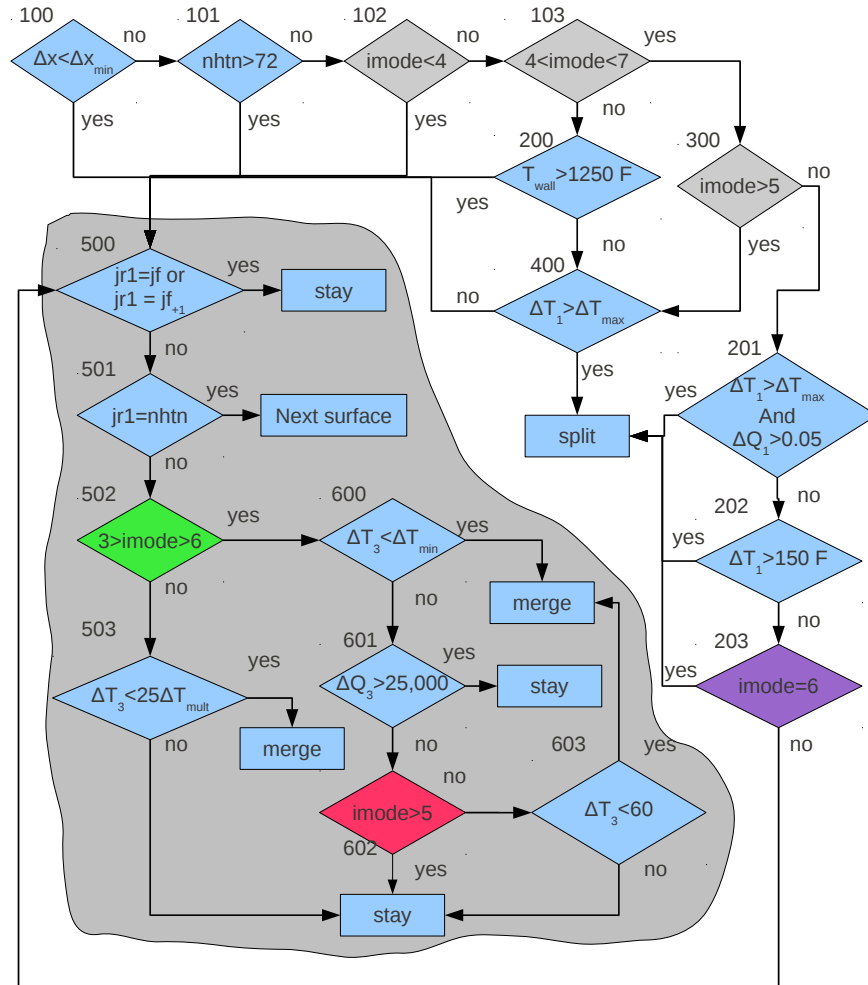 100
101
102
103
no
no
no
yes
Δx<Δx min
nhtn>72
imode<4
4<imode<7
yes
yes
yes
no
200
300
no
T wall>1250 F
imode>5
yes
no
yes
500
400
jr1=jf or
jr1 = jf+1
yes
stay
no
ΔT1>ΔTmax
no
yes
201
501
yes
yes
ΔT1>ΔTmax
And
ΔQ1>0.05
jr1=nhtn
Next surface
split
no
no
502
600
202
3>imode>6
yes
ΔT3<ΔTmin
yes
yes
ΔT1>150 F
no
no
merge
no
503
601
203
yes
yes
yes
ΔT3<25ΔTmult
ΔQ3>25,000
stay
imode=6
no
merge
no
603
yes
no
no
imode>5
ΔT3<60
602
yes
no
stay